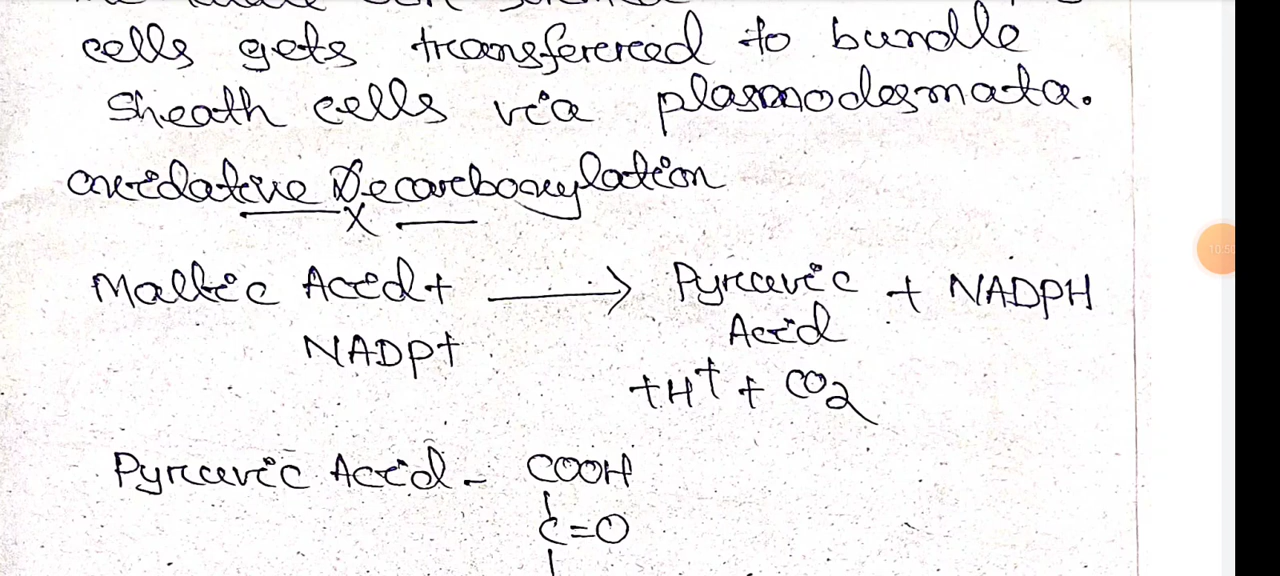 cells gets transfererred to bundle
sheath cells via plasmodesmata.
oxidative Decarboxylation
X
Malic Acid + → Pyruvic + NADPH
NADP+ Acid
+H+ + CO2
Pyruvic Acid - COOH
C=O